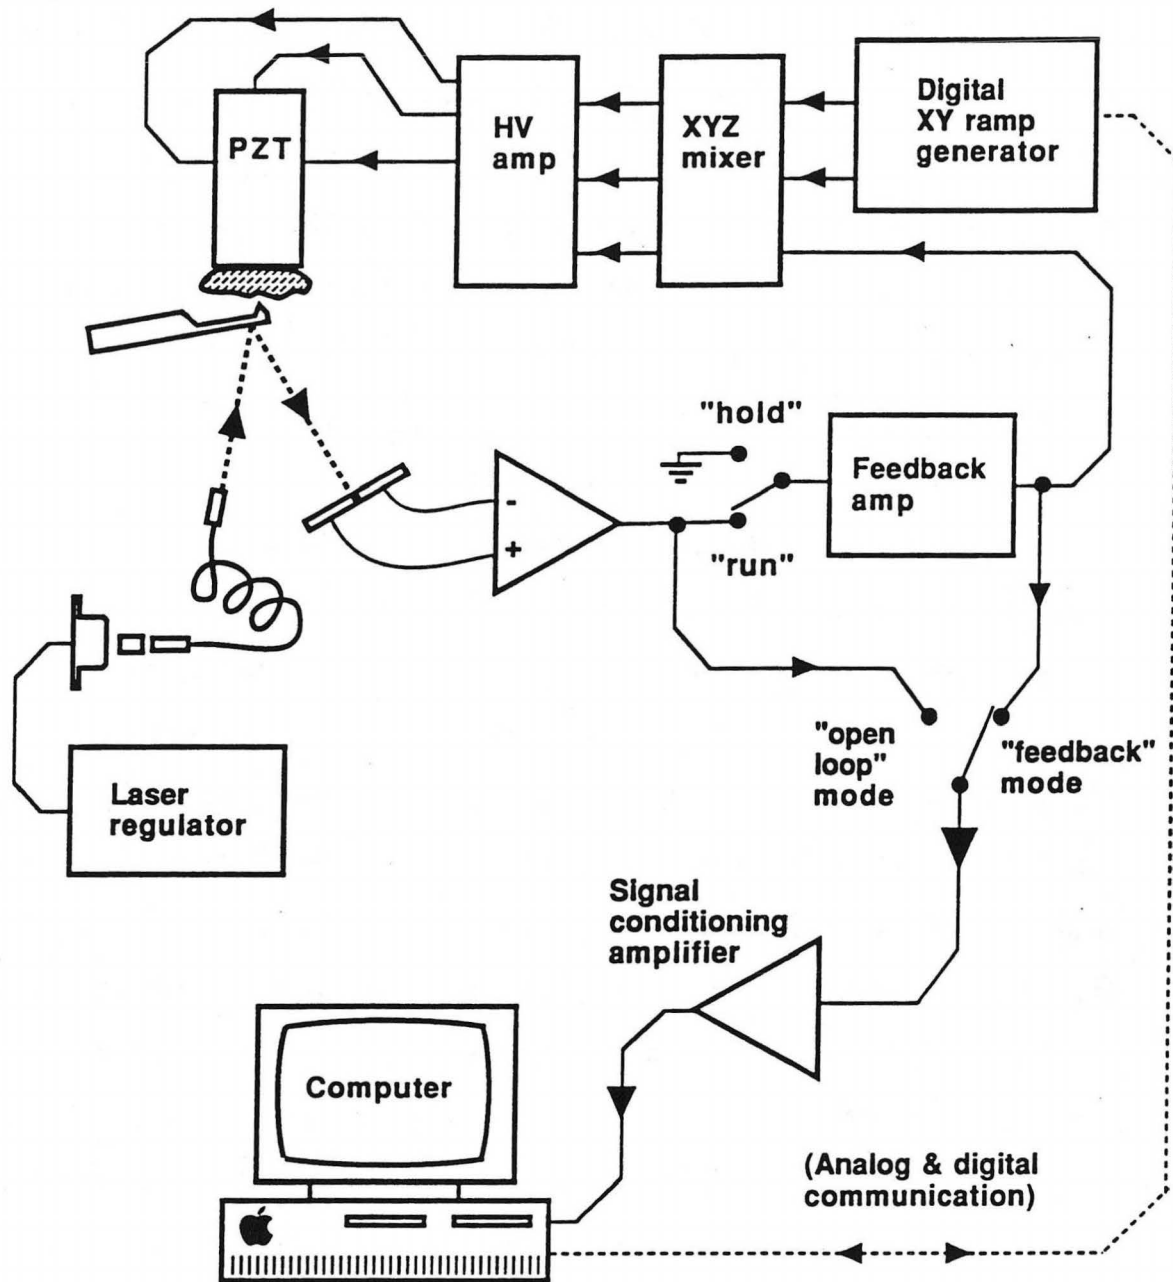 PZT
HV
amp
XYZ
mixer
Digital
XY ramp
generator
"hold"
Feedback
amp
-
+
"run"
"open
loop"
mode
"feedback"
mode
Laser
regulator
Signal
conditioning
amplifier
Computer
(Analog & digital
communication)